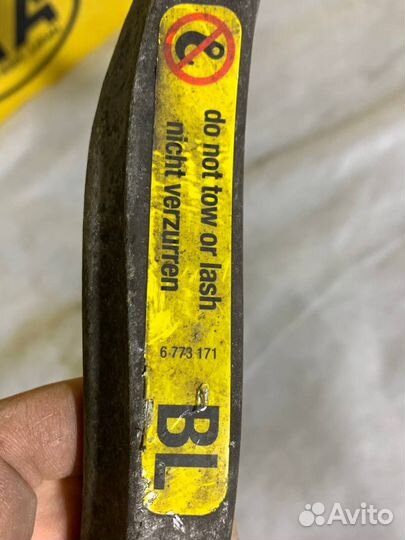 do not tow or lash
nicht verzurren
6 773 171
BL
Avito